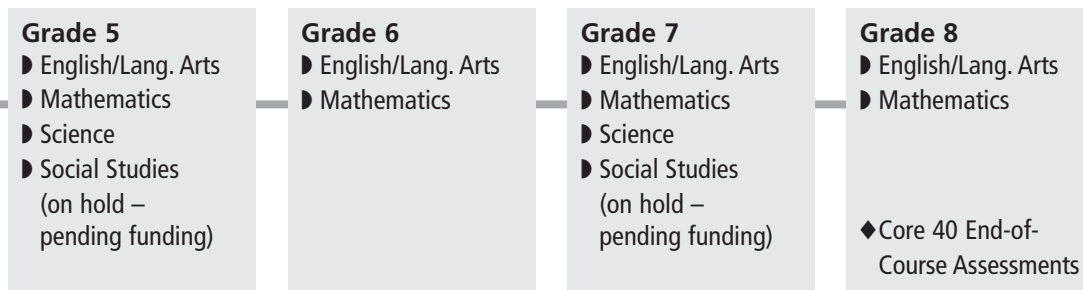 Grade 5
◗ English/Lang. Arts
◗ Mathematics
◗ Science
◗ Social Studies
(on hold –
pending funding)
Grade 6
◗ English/Lang. Arts
◗ Mathematics
Grade 7
◗ English/Lang. Arts
◗ Mathematics
◗ Science
◗ Social Studies
(on hold –
pending funding)
Grade 8
◗ English/Lang. Arts
◗ Mathematics
♦Core 40 End-of-
Course Assessments